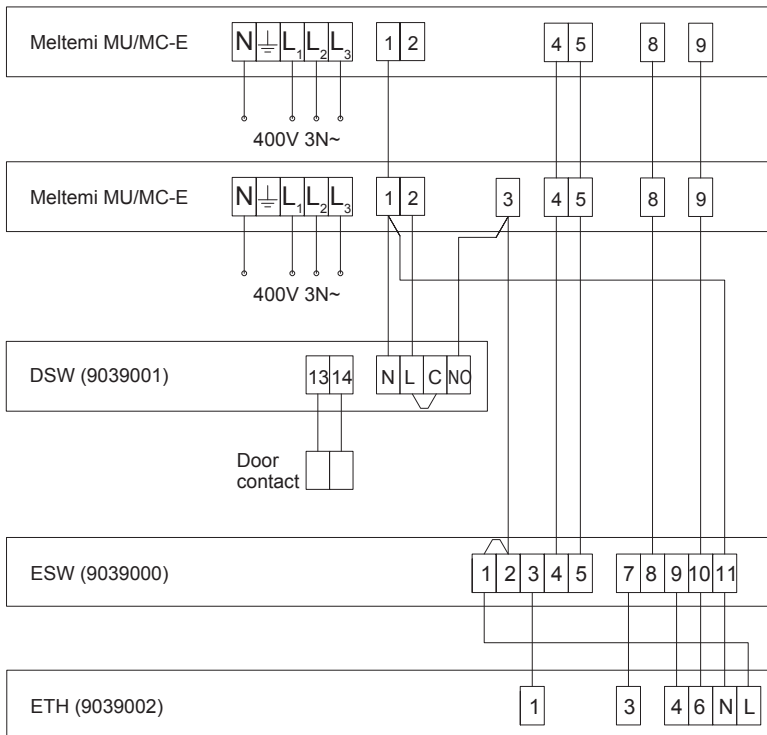 Meltemi MU/MC-E N L1 L2 L3 1 2 4 5 8 9
400V 3N~
Meltemi MU/MC-E N L1 L2 L3 1 2 3 4 5 8 9
400V 3N~
DSW (9039001) 13 14 N L C NO
Door
contact
ESW (9039000) 1 2 3 4 5 7 8 9 10 11
ETH (9039002) 1 3 4 6 N L